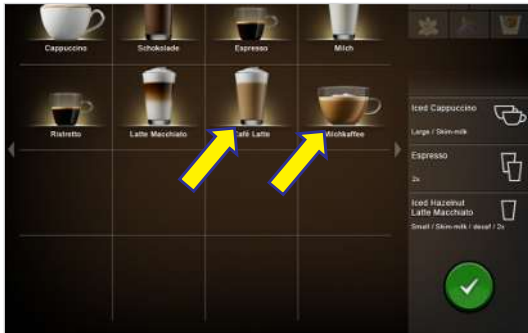 Cappuccino
Schokolade
Espresso
Milch
Ristretto
Latte Macchiato
Café Latte
Milchkaffee
Iced Cappuccino
Large / Skim-milk
Espresso
2x
Iced Hazelnut
Latte Macchiato
Small / Skim-milk / decaf / 2x